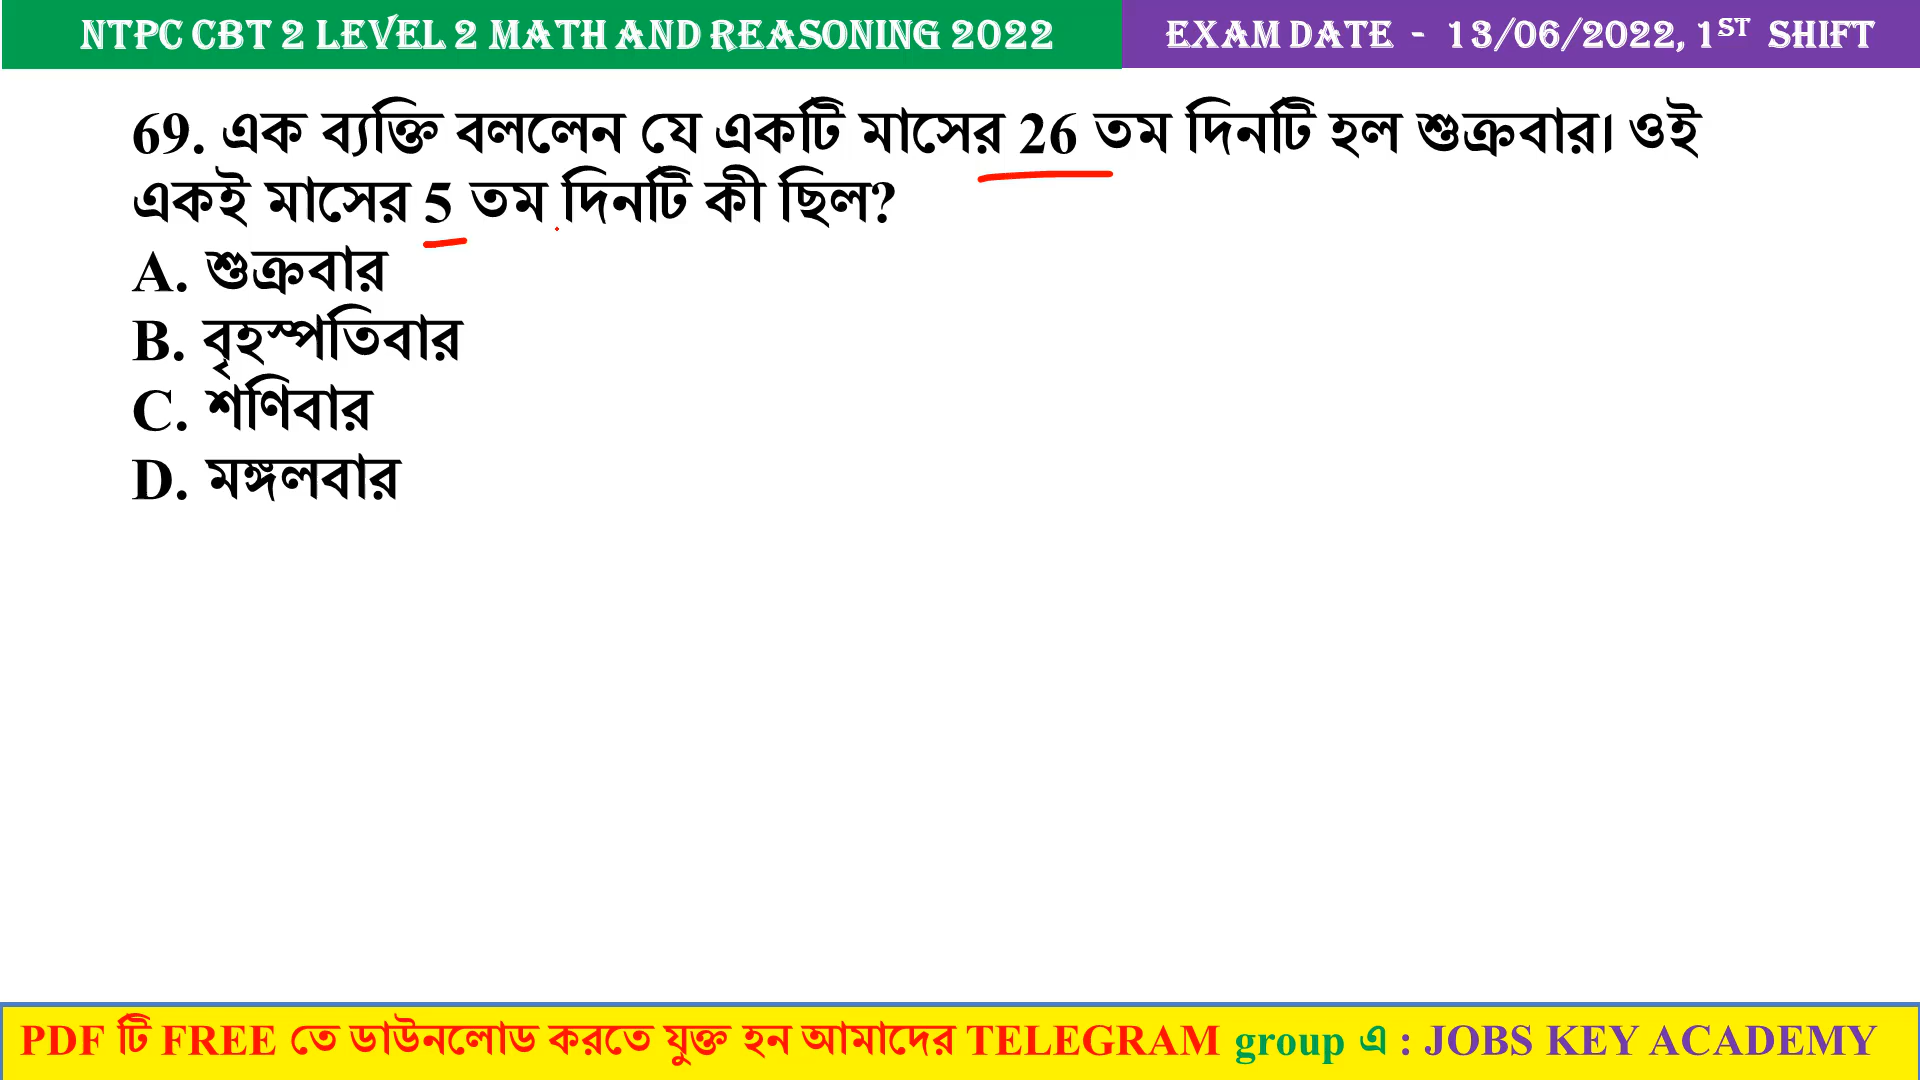 NTPC CBT 2 LEVEL 2 MATH AND REASONING 2022
EXAM DATE - 13/06/2022, 1ST SHIFT
69. এক ব্যক্তি বললেন যে একটি মাসের 26 তম দিনটি হল শুক্রবার। ওই
একই মাসের 5 তম দিনটি কী ছিল?
A. শুক্রবার
B. বৃহস্পতিবার
C. শণিবার
D. মঙ্গলবার
PDF টি FREE তে ডাউনলোড করতে যুক্ত হন আমাদের TELEGRAM group এ : JOBS KEY ACADEMY